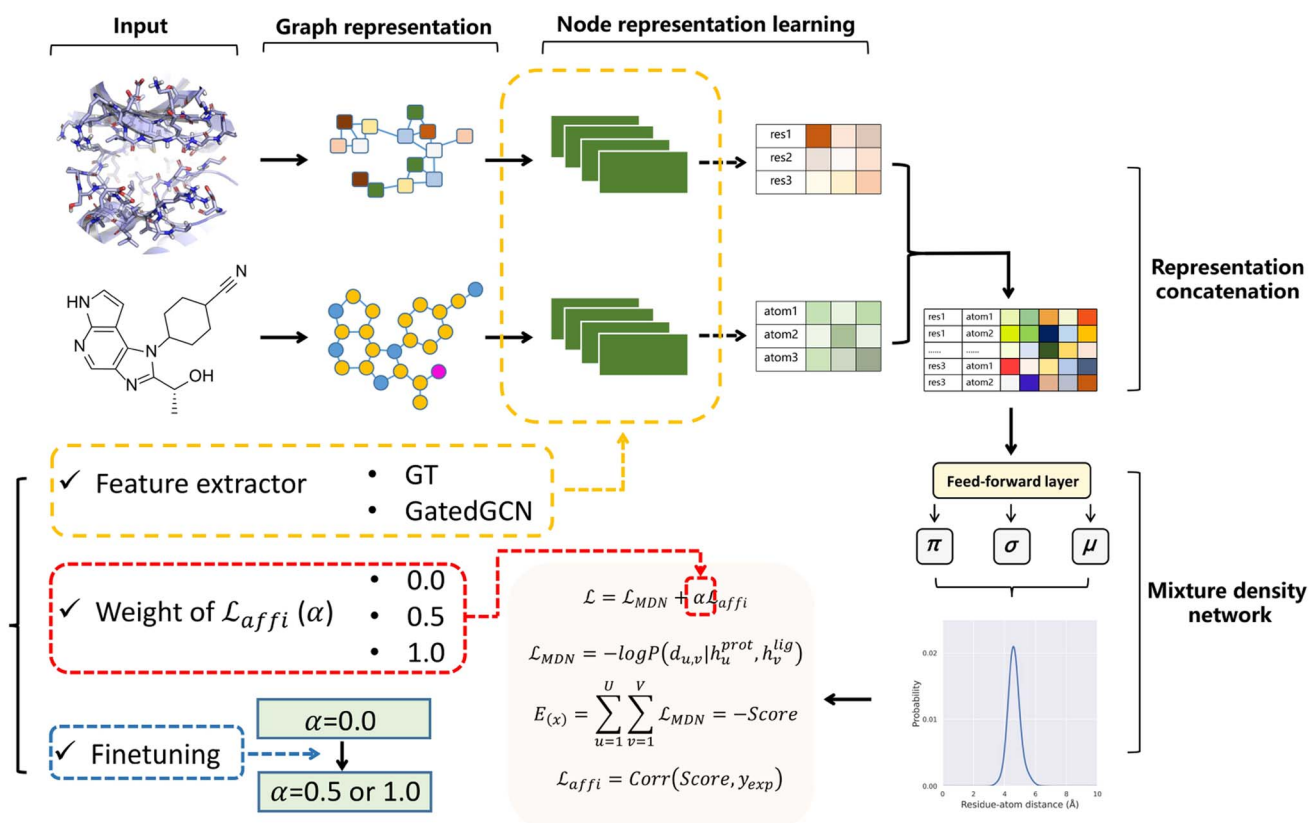 Input
Graph representation
Node representation learning
res1
res2
res3
N
HN
N
N
N
OH
atom1
atom2
atom3
Representation
concatenation
res1 atom1
res1 atom2
...... ......
res3 atom1
res3 atom2
✓ Feature extractor
• GT
• GatedGCN
✓ Weight of ℒ_affi (α)
• 0.0
• 0.5
• 1.0
✓ Finetuning
α=0.0
α=0.5 or 1.0
ℒ = ℒ_MDN + αℒ_affi
ℒ_MDN = −logP(d_{u,v}|h_u^{prot}, h_v^{lig})
E_{(x)} = ∑_{u=1}^{U} ∑_{v=1}^{V} ℒ_MDN = −Score
ℒ_affi = Corr(Score, y_exp)
Feed-forward layer
π σ μ
Mixture density
network
Probability
0.02
0.01
0.00
0 2 4 6 8 10
Residue-atom distance (Å)